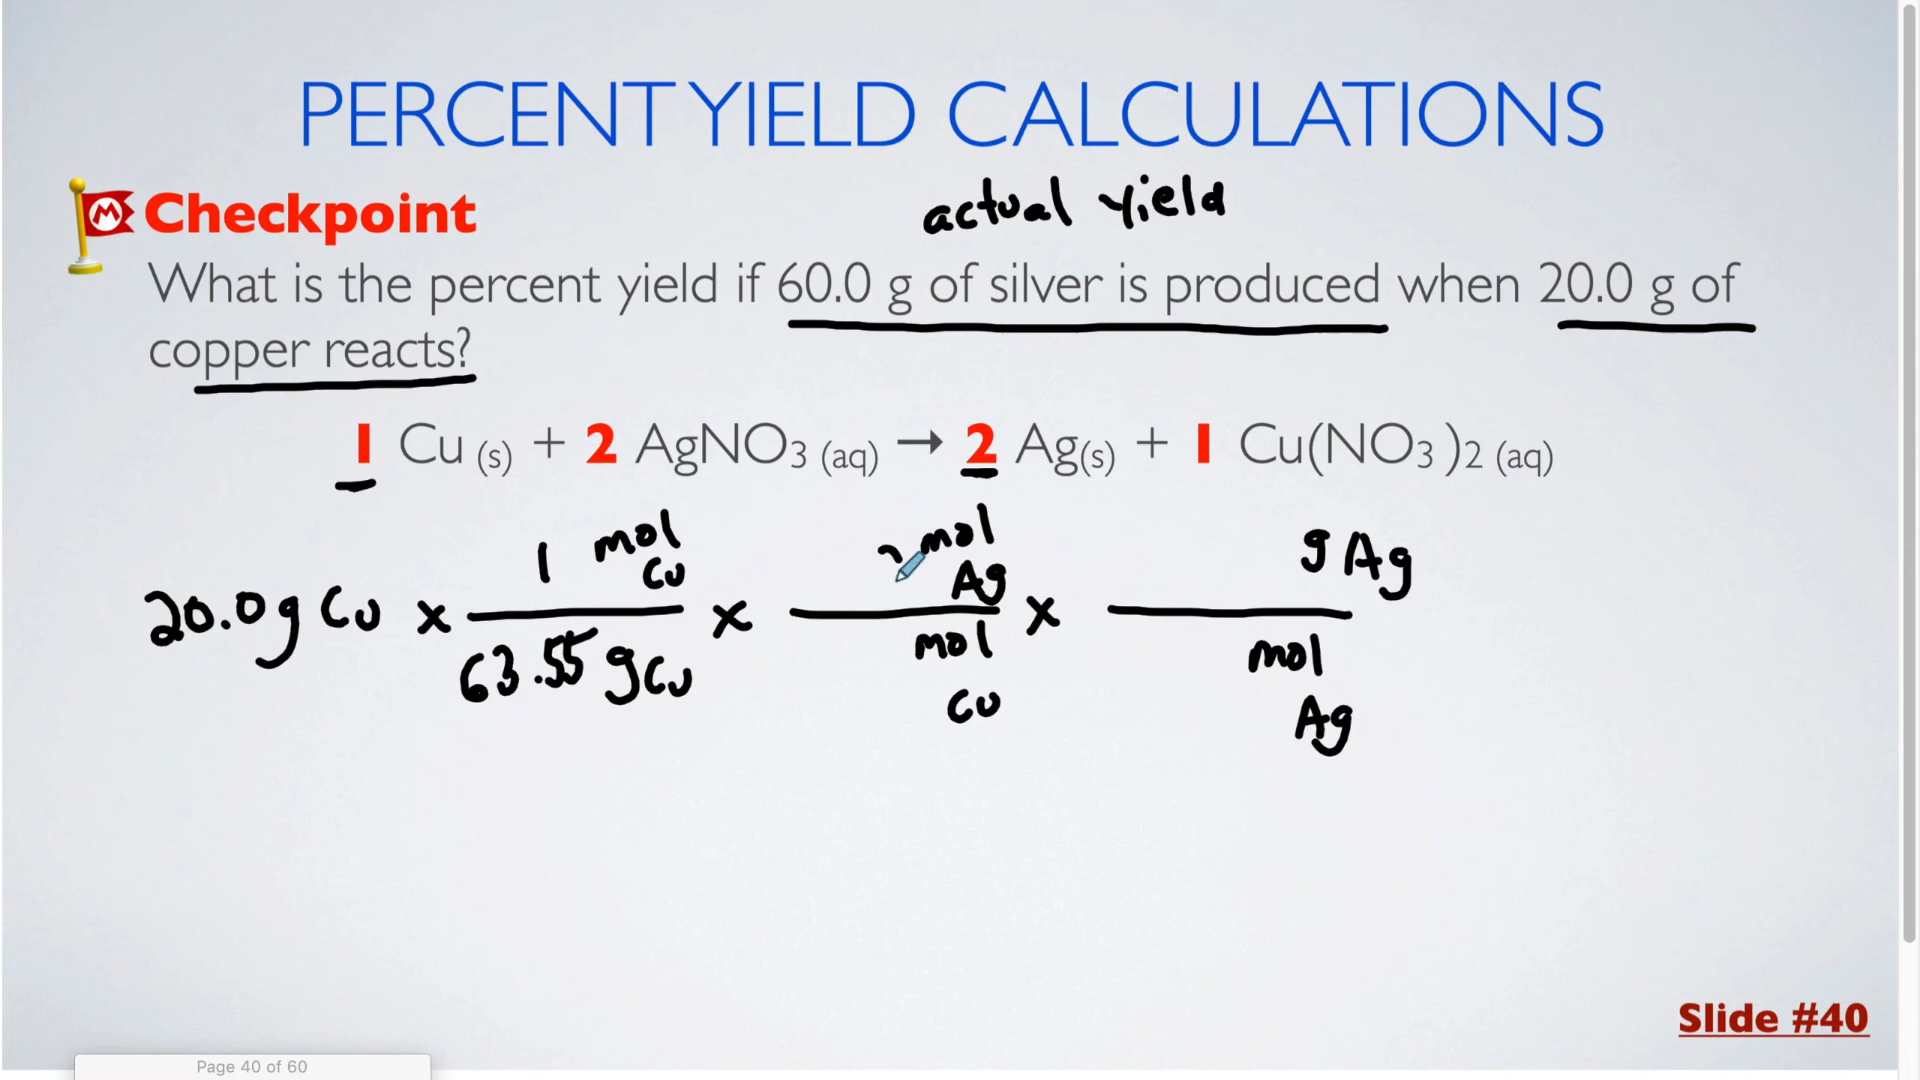 PERCENT YIELD CALCULATIONS
M Checkpoint
actual yield
What is the percent yield if 60.0 g of silver is produced when 20.0 g of
copper reacts?
1 Cu (s) + 2 AgNO3 (aq) → 2 Ag(s) + 1 Cu(NO3)2 (aq)
1 mol Cu
mol Ag
g Ag
20.0g Cu x x x
63.55 g Cu
mol Cu
mol Ag
Slide #40
Page 40 of 60